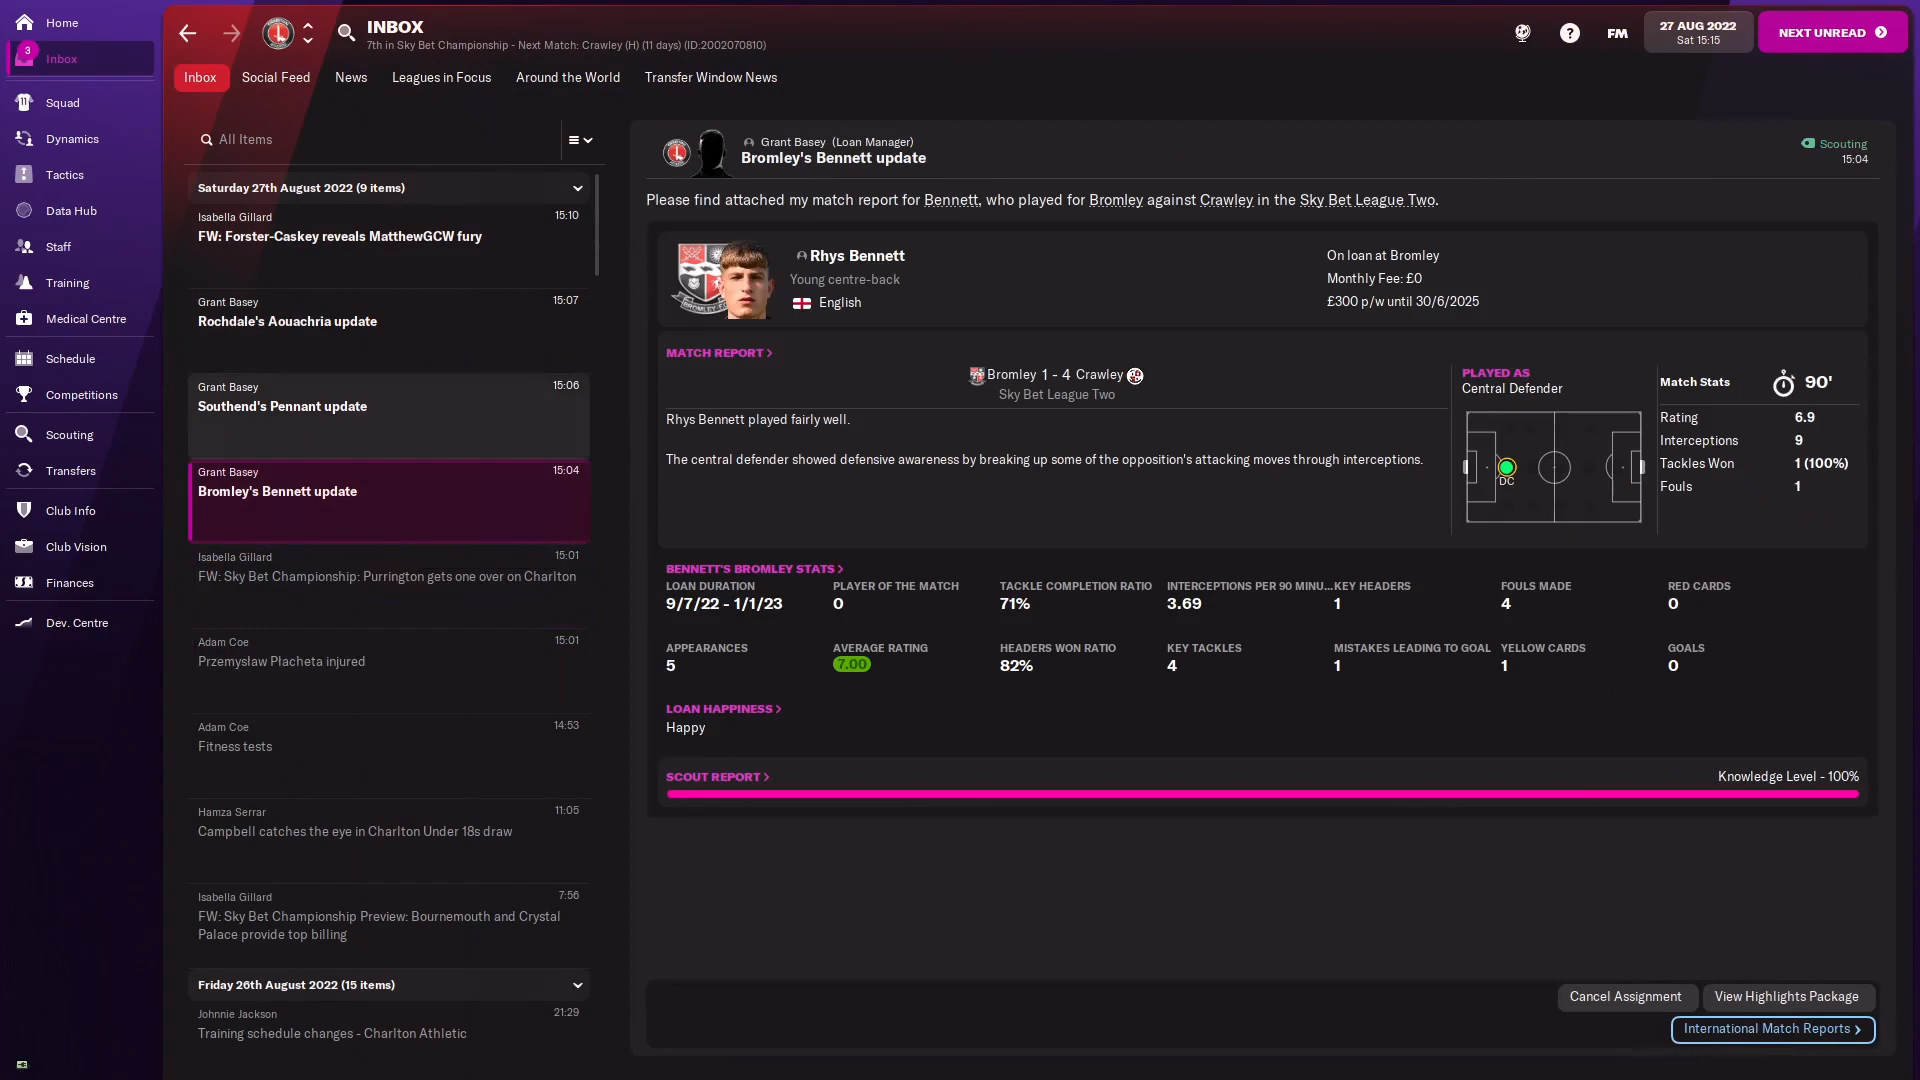 Home
3
Inbox
Squad
Dynamics
Tactics
Data Hub
Staff
Training
Medical Centre
Schedule
Competitions
Scouting
Transfers
Club Info
Club Vision
Finances
Dev. Centre
INBOX
7th in Sky Bet Championship - Next Match: Crawley (H) (11 days) (ID:2002070810)
?
FM
27 AUG 2022
Sat 15:15
NEXT UNREAD
Inbox
Social Feed
News
Leagues in Focus
Around the World
Transfer Window News
All Items
Saturday 27th August 2022 (9 items)
Isabella Gillard
15:10
FW: Forster-Caskey reveals MatthewGCW fury
Grant Basey
15:07
Rochdale's Aouachria update
Grant Basey
15:06
Southend's Pennant update
Grant Basey
15:04
Bromley's Bennett update
Isabella Gillard
15:01
FW: Sky Bet Championship: Purrington gets one over on Charlton
Adam Coe
15:01
Przemyslaw Placheta injured
Adam Coe
14:53
Fitness tests
Hamza Serrar
11:05
Campbell catches the eye in Charlton Under 18s draw
Isabella Gillard
7:56
FW: Sky Bet Championship Preview: Bournemouth and Crystal
Palace provide top billing
Friday 26th August 2022 (15 items)
Johnnie Jackson
21:29
Training schedule changes - Charlton Athletic
Grant Basey (Loan Manager)
Bromley's Bennett update
Scouting
15:04
Please find attached my match report for Bennett, who played for Bromley against Crawley in the Sky Bet League Two.
Rhys Bennett
Young centre-back
English
On loan at Bromley
Monthly Fee: £0
£300 p/w until 30/6/2025
MATCH REPORT >
Bromley 1 - 4 Crawley
Sky Bet League Two
Rhys Bennett played fairly well.
The central defender showed defensive awareness by breaking up some of the opposition's attacking moves through interceptions.
PLAYED AS
Central Defender
DC
Match Stats
90'
Rating
6.9
Interceptions
9
Tackles Won
1 (100%)
Fouls
1
BENNETT'S BROMLEY STATS >
LOAN DURATION
PLAYER OF THE MATCH
TACKLE COMPLETION RATIO
INTERCEPTIONS PER 90 MINU...
KEY HEADERS
FOULS MADE
RED CARDS
9/7/22 - 1/1/23
0
71%
3.69
1
4
0
APPEARANCES
AVERAGE RATING
HEADERS WON RATIO
KEY TACKLES
MISTAKES LEADING TO GOAL
YELLOW CARDS
GOALS
5
7.00
82%
4
1
1
0
LOAN HAPPINESS >
Happy
SCOUT REPORT >
Knowledge Level - 100%
Cancel Assignment
View Highlights Package
International Match Reports >